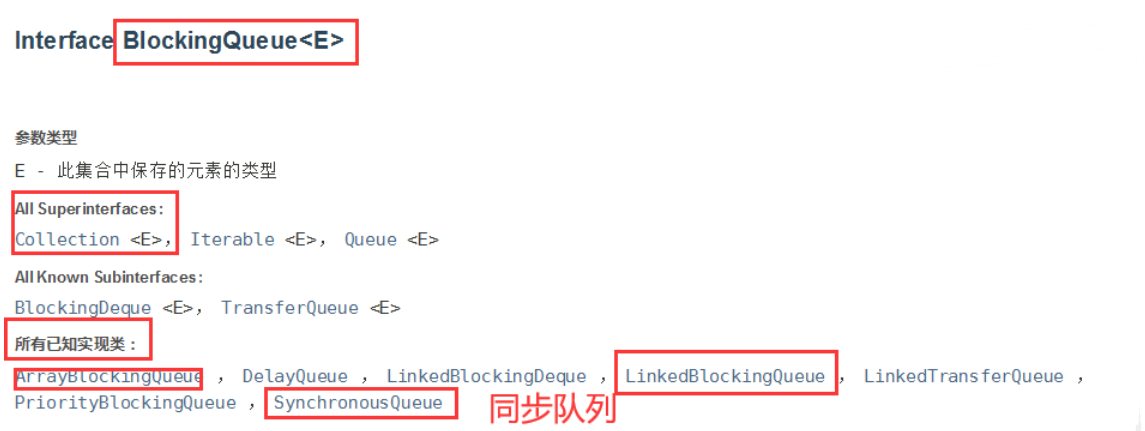 Interface BlockingQueue<E>
参数类型
E - 此集合中保存的元素的类型
All Superinterfaces:
Collection <E>, Iterable <E>, Queue <E>
All Known Subinterfaces:
BlockingDeque <E>, TransferQueue <E>
所有已知实现类:
ArrayBlockingQueue , DelayQueue , LinkedBlockingDeque , LinkedBlockingQueue , LinkedTransferQueue ,
PriorityBlockingQueue , SynchronousQueue 同步队列